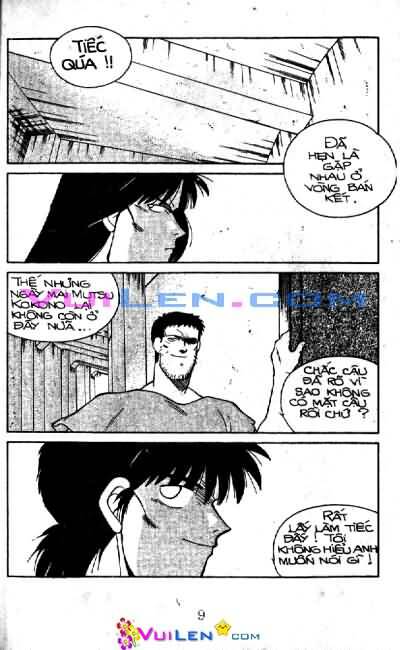 TIẾC
QÚA !!
ĐÃ
HẸN LÀ
GẶP
NHAU Ở
VÒNG BÁN
KẾT.
THẾ NHƯNG
NGÀY MAI MUTSU
KOKONO LẠI
KHÔNG CÒN Ở
ĐÂY NỮA...
VUILEN.COM
CHẮC CẬU
ĐÃ RÕ VÌ
SAO KHÔNG
CÓ MẶT CẬU
RỒI CHỨ ?
RẤT
LẤY LÀM TIẾC
ĐẤY ! TÔI
KHÔNG HIỂU ANH
MUỐN NÓI GÌ !
9
VUILEN.COM